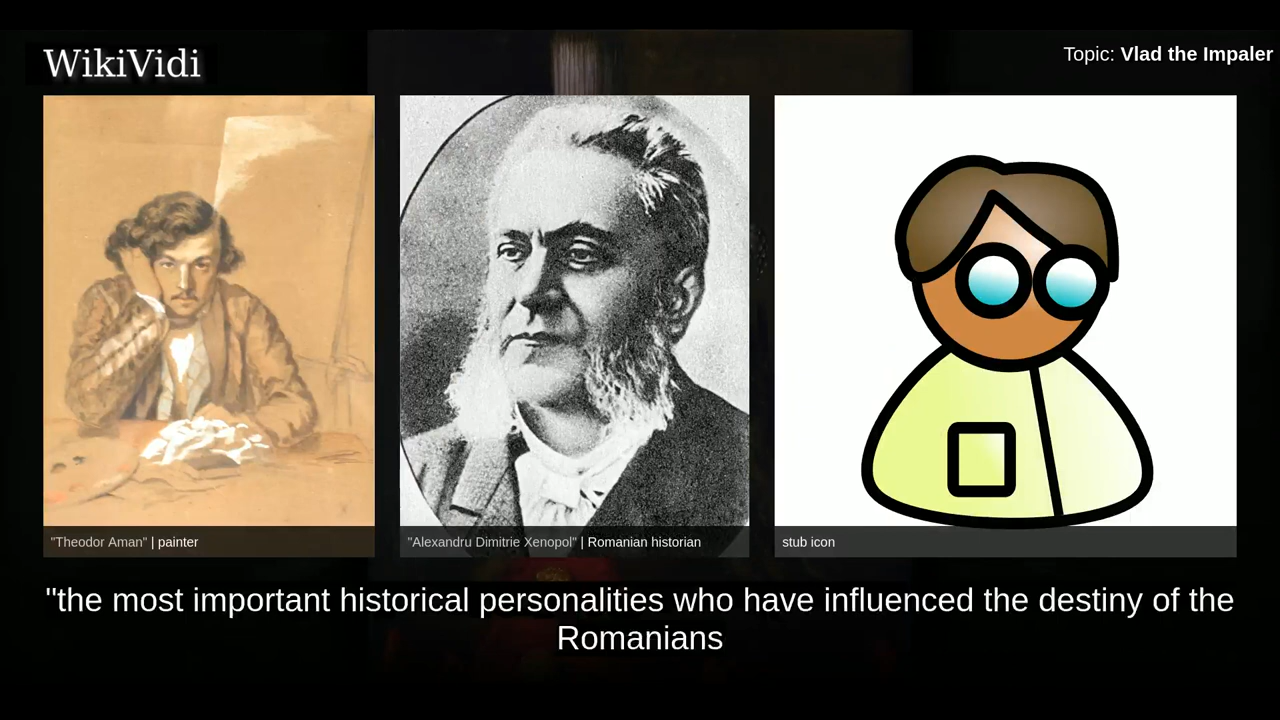 WikiVidi
Topic: Vlad the Impaler
"Theodor Aman" | painter
"Alexandru Dimitrie Xenopol" | Romanian historian
stub icon
"the most important historical personalities who have influenced the destiny of the
Romanians